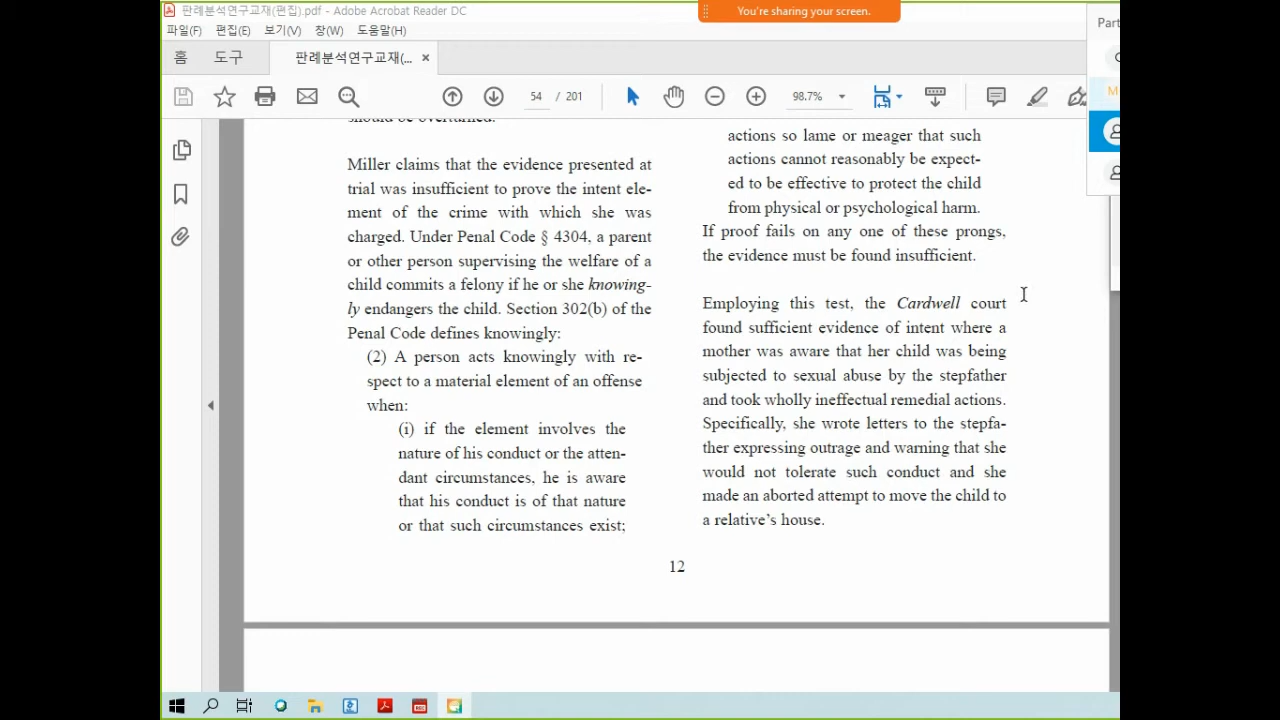 판례분석연구교재(편집).pdf - Adobe Acrobat Reader DC
You're sharing your screen.
파일(F) 편집(E) 보기(V) 창(W) 도움말(H)
홈 도구 판례분석연구교재(... ×
54 / 201 98.7%
Part
should be overturned.
Miller claims that the evidence presented at
trial was insufficient to prove the intent ele-
ment of the crime with which she was
charged. Under Penal Code § 4304, a parent
or other person supervising the welfare of a
child commits a felony if he or she knowing-
ly endangers the child. Section 302(b) of the
Penal Code defines knowingly:
(2) A person acts knowingly with re-
spect to a material element of an offense
when:
(i) if the element involves the
nature of his conduct or the atten-
dant circumstances, he is aware
that his conduct is of that nature
or that such circumstances exist;
actions so lame or meager that such
actions cannot reasonably be expect-
ed to be effective to protect the child
from physical or psychological harm.
If proof fails on any one of these prongs,
the evidence must be found insufficient.
Employing this test, the Cardwell court
found sufficient evidence of intent where a
mother was aware that her child was being
subjected to sexual abuse by the stepfather
and took wholly ineffectual remedial actions.
Specifically, she wrote letters to the stepfa-
ther expressing outrage and warning that she
would not tolerate such conduct and she
made an aborted attempt to move the child to
a relative's house.
12